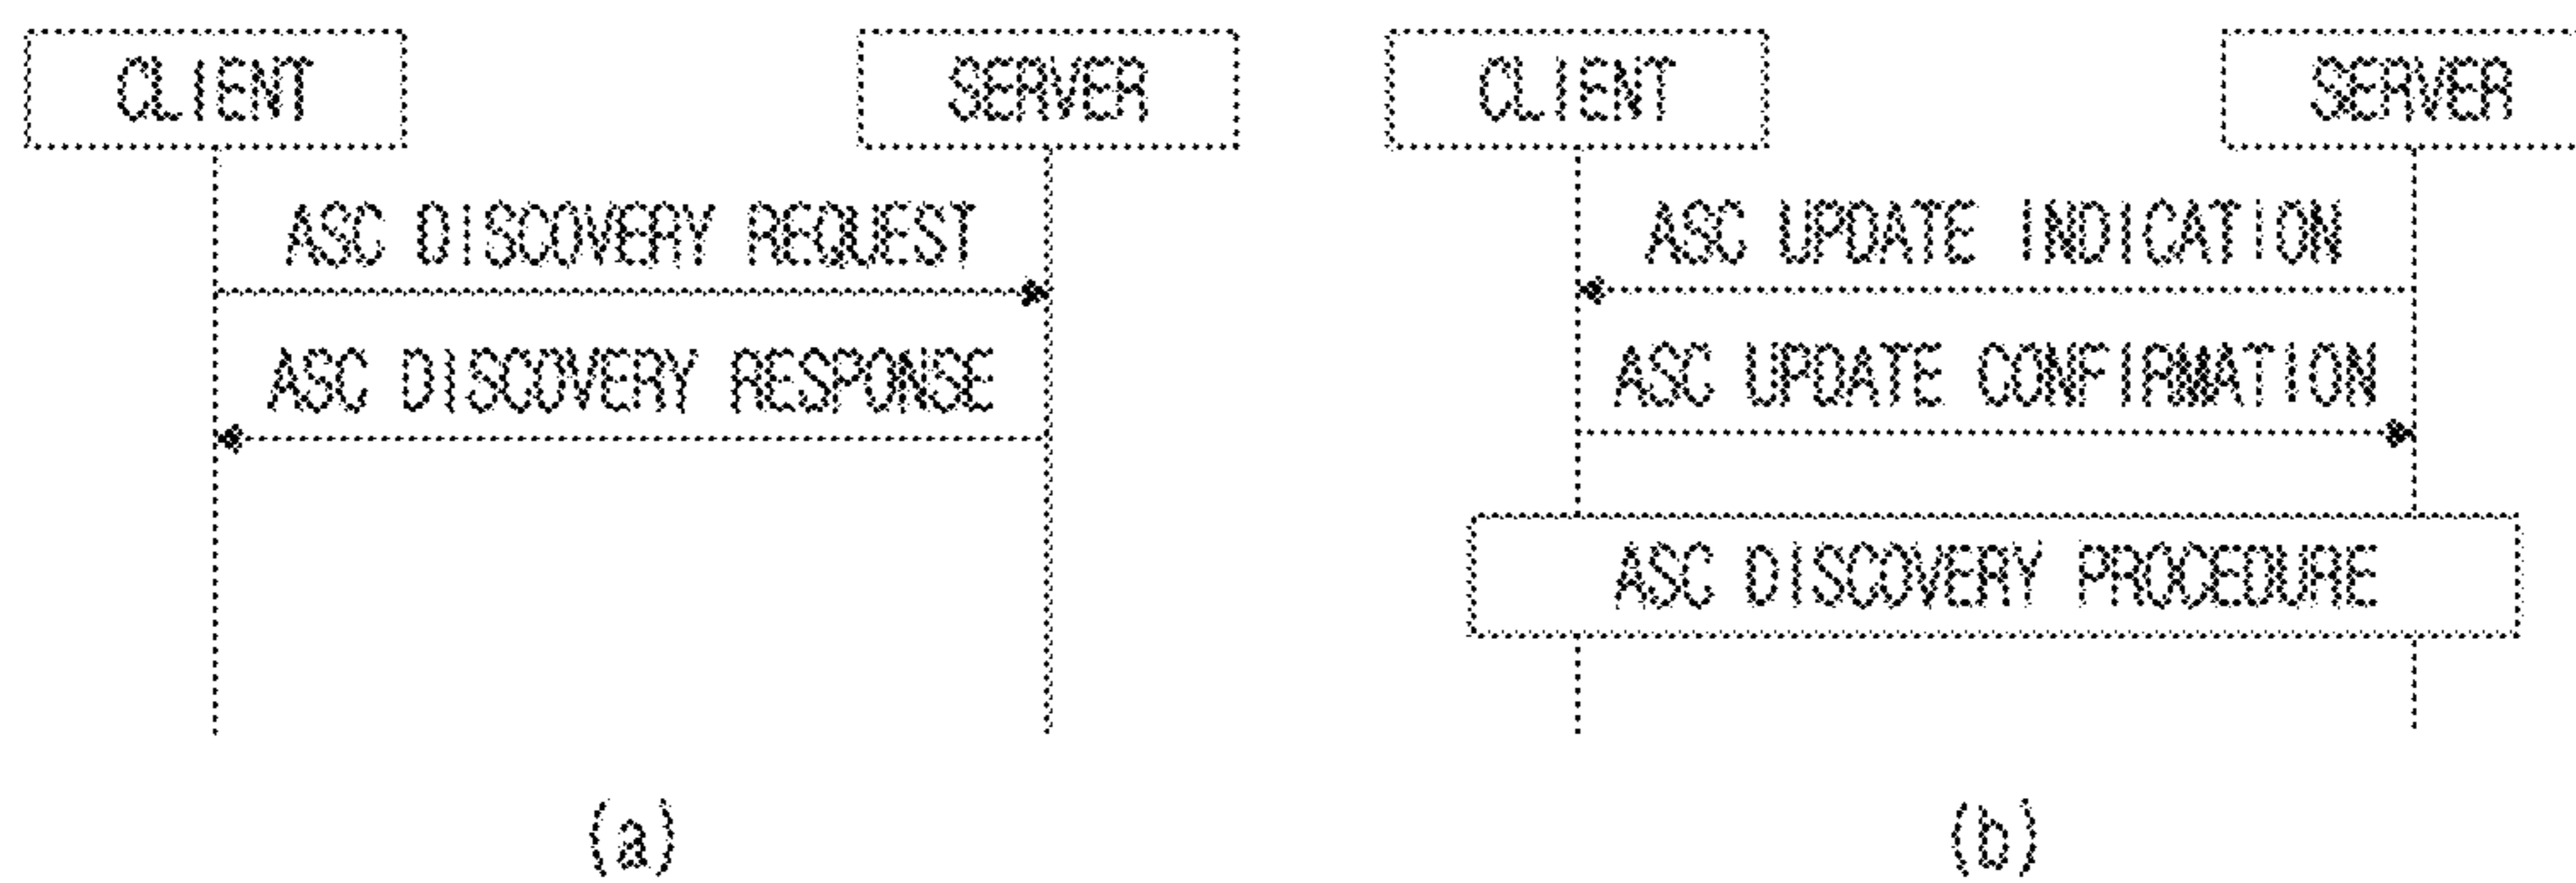 CLIENT
SERVER
ASC DISCOVERY REQUEST
ASC DISCOVERY RESPONSE
(a)
CLIENT
SERVER
ASC UPDATE INDICATION
ASC UPDATE CONFIRMATION
ASC DISCOVERY PROCEDURE
(b)